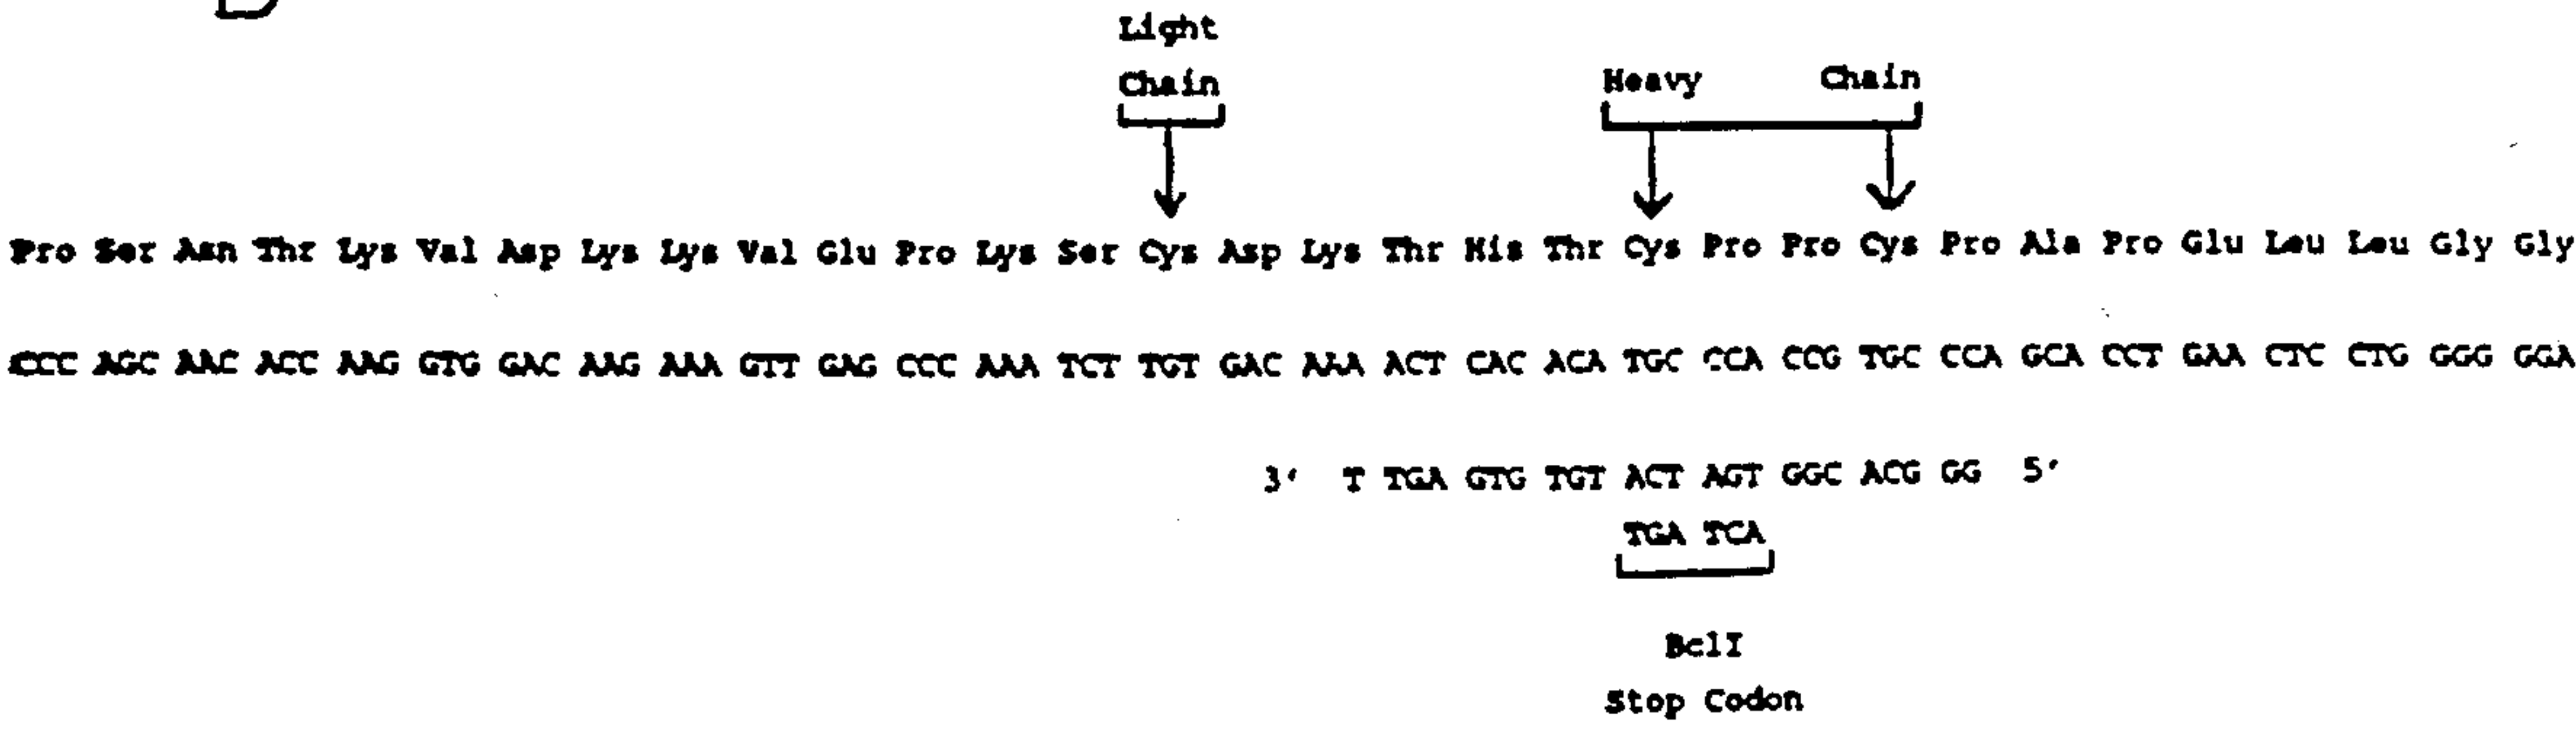 Light
Chain
Heavy Chain
Pro Ser Asn Thr Lys Val Asp Lys Lys Val Glu Pro Lys Ser Cys Asp Lys Thr His Thr Cys Pro Pro Cys Pro Ala Pro Glu Leu Leu Gly Gly
CCC AGC AAC ACC AAG GTG GAC AAG AAA GTT GAG CCC AAA TCT TGT GAC AAA ACT CAC ACA TGC CCA CCG TGC CCA GCA CCT GAA CTC CTG GGG GGA
3' T TGA GTG TGT ACT AGT GGC ACG GG 5'
TGA TCA
BclI
Stop Codon